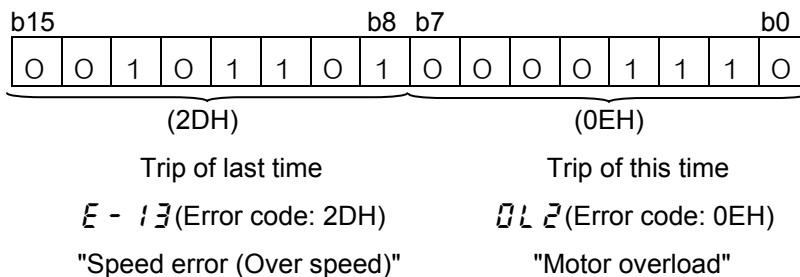 b15 b8 b7 b0
0 0 1 0 1 1 0 1 0 0 0 0 1 1 1 0
(2DH) (0EH)
Trip of last time Trip of this time
E - 13 (Error code: 2DH) OL2 (Error code: 0EH)
"Speed error (Over speed)" "Motor overload"